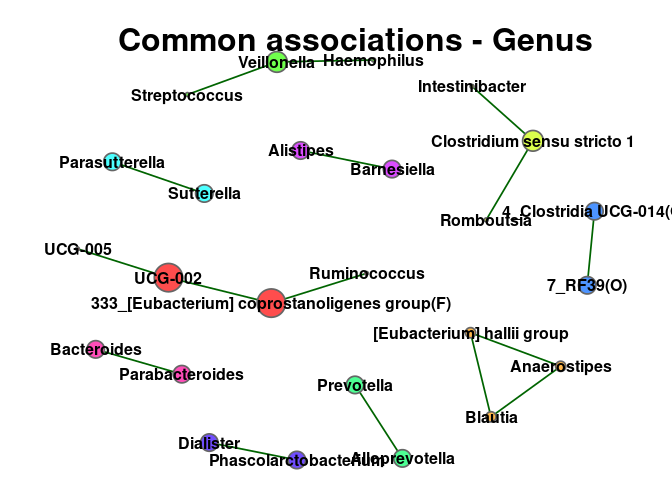 Common associations - Genus
Veillonella
Haemophilus
Streptococcus
Intestinibacter
Clostridium sensu stricto 1
Alistipes
Barnesiella
Parasutterella
Sutterella
Romboutsia
4_Clostridia UCG-014(
UCG-005
UCG-002
Ruminococcus
7_RF39(O)
333_[Eubacterium] coprostanoligenes group(F)
[Eubacterium] hallii group
Bacteroides
Anaerostipes
Parabacteroides
Prevotella
Blautia
Dialister
Phascolarctobacterium
Alloprevotella